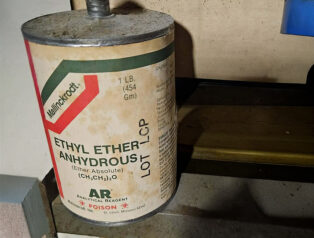 Mallinckrodt
1 LB.
(454
Gm)
ETHYL ETHER
ANHYDROUS
(Ether Absolute)
(CH₃CH₂)₂O
LOT LCP
AR
ANALYTICAL REAGENT
POISON